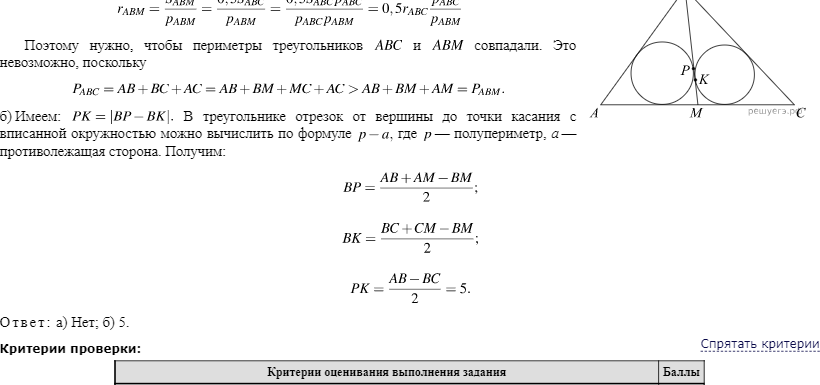 r_{ABM} = \frac{S_{ABM}}{p_{ABM}} = \frac{0,5S_{ABC}}{p_{ABM}} = \frac{0,5S_{ABC}p_{ABC}}{p_{ABC}p_{ABM}} = 0,5r_{ABC}\frac{p_{ABC}}{p_{ABM}}
Поэтому нужно, чтобы периметры треугольников ABC и ABM совпадали. Это
невозможно, поскольку
P_{ABC} = AB + BC + AC = AB + BM + MC + AC > AB + BM + AM = P_{ABM}.
б) Имеем: PK = |BP − BK|. В треугольнике отрезок от вершины до точки касания с
вписанной окружностью можно вычислить по формуле p − a, где p — полупериметр, a —
противолежащая сторона. Получим:
BP = \frac{AB + AM − BM}{2};
BK = \frac{BC + CM − BM}{2};
PK = \frac{AB − BC}{2} = 5.
Ответ: а) Нет; б) 5.
P
K
A
M
C
решуегэ.рф
Спрятать критерии
Критерии проверки:
Критерии оценивания выполнения задания Баллы